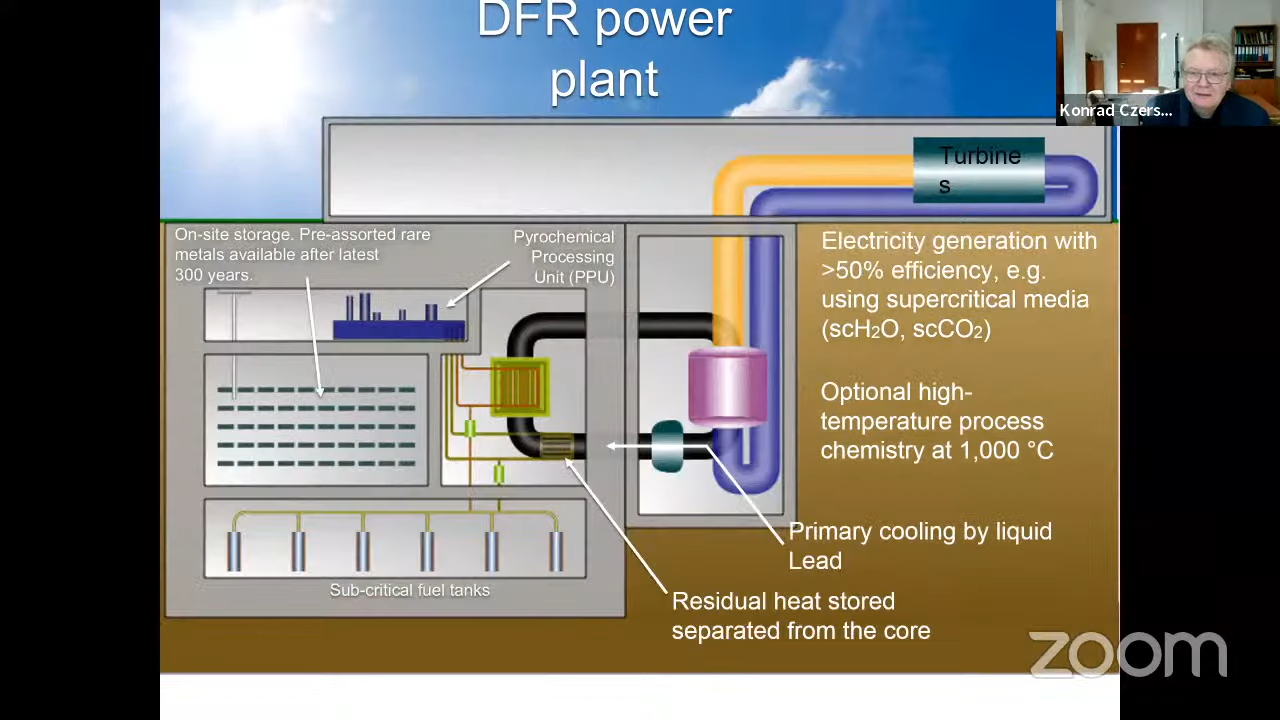 DFR power
plant
Konrad Czers...
Turbine
s
On-site storage. Pre-assorted rare
metals available after latest
300 years.
Pyrochemical
Processing
Unit (PPU)
Electricity generation with
>50% efficiency, e.g.
using supercritical media
(scH₂O, scCO₂)
Optional high-
temperature process
chemistry at 1,000 °C
Primary cooling by liquid
Lead
Sub-critical fuel tanks
Residual heat stored
separated from the core
zoom